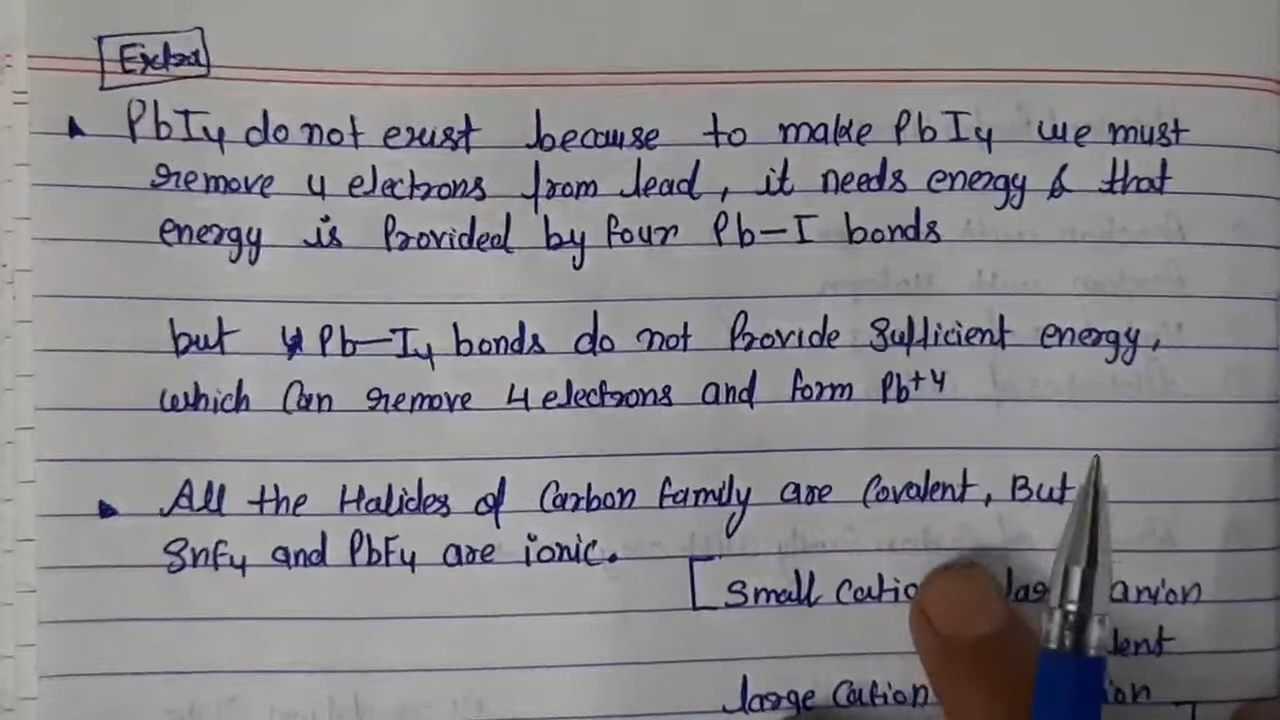 Extra
PbI4 do not exist because to make PbI4 we must
remove 4 electrons from lead, it needs energy & that
energy is Provided by four Pb-I bonds
but 4 Pb-I4 bonds do not Provide Sufficient energy,
which Can remove 4 electrons and form Pb+4
All the Halides of Carbon family are Covalent, But
SnF4 and PbF4 are ionic.
[Small anion
large Cation